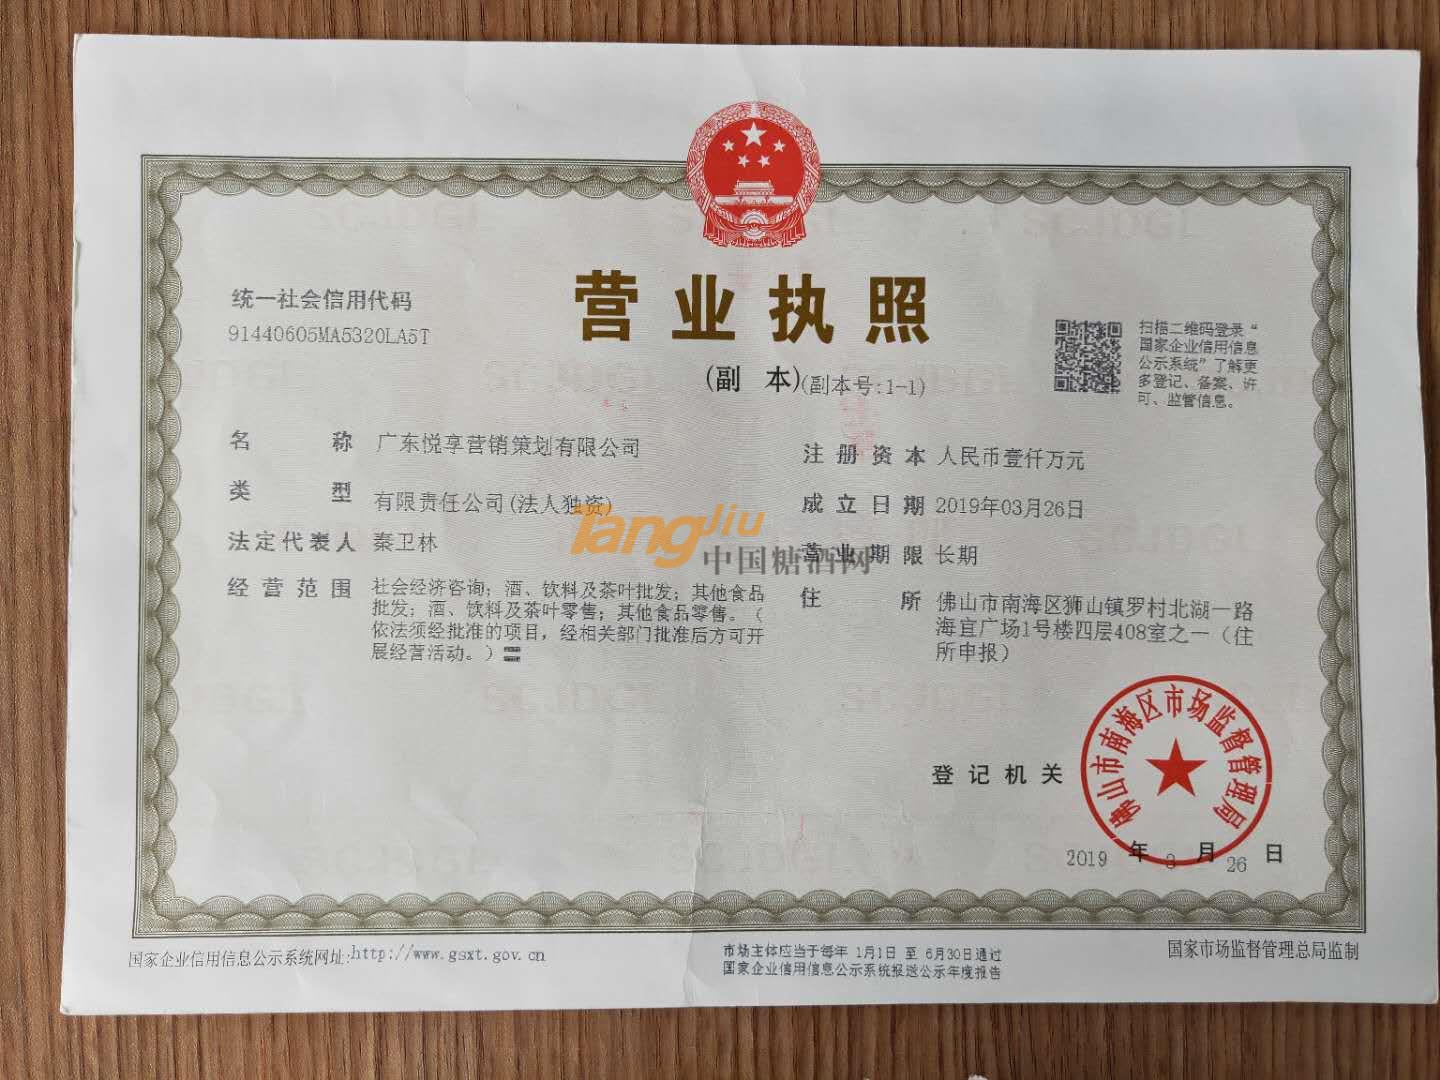 统一社会信用代码
91440605MA5320LA5T
营业执照
(副 本)(副本号:1-1)
扫描二维码登录“
国家企业信用信息
公示系统”了解更
多登记、备案、许
可、监管信息。
名 称 广东悦享营销策划有限公司
类 型 有限责任公司(法人独资)
法定代表人 秦卫林
经营范围 社会经济咨询；酒、饮料及茶叶批发；其他食品
批发；酒、饮料及茶叶零售；其他食品零售。（
依法须经批准的项目，经相关部门批准后方可开
展经营活动。）
注册资本 人民币壹仟万元
成立日期 2019年03月26日
营业期限 长期
住 所 佛山市南海区狮山镇罗村北湖一路
海宜广场1号楼四层408室之一（住
所申报）
TangJiu
中国糖酒网
登记机关
佛山市南海区市场监督管理局
2019 年 3 月 26 日
国家企业信用信息公示系统网址:http://www.gsxt.gov.cn
市场主体应当于每年 1月1日 至 6月30日通过
国家企业信用信息公示系统报送公示年度报告
国家市场监督管理总局监制